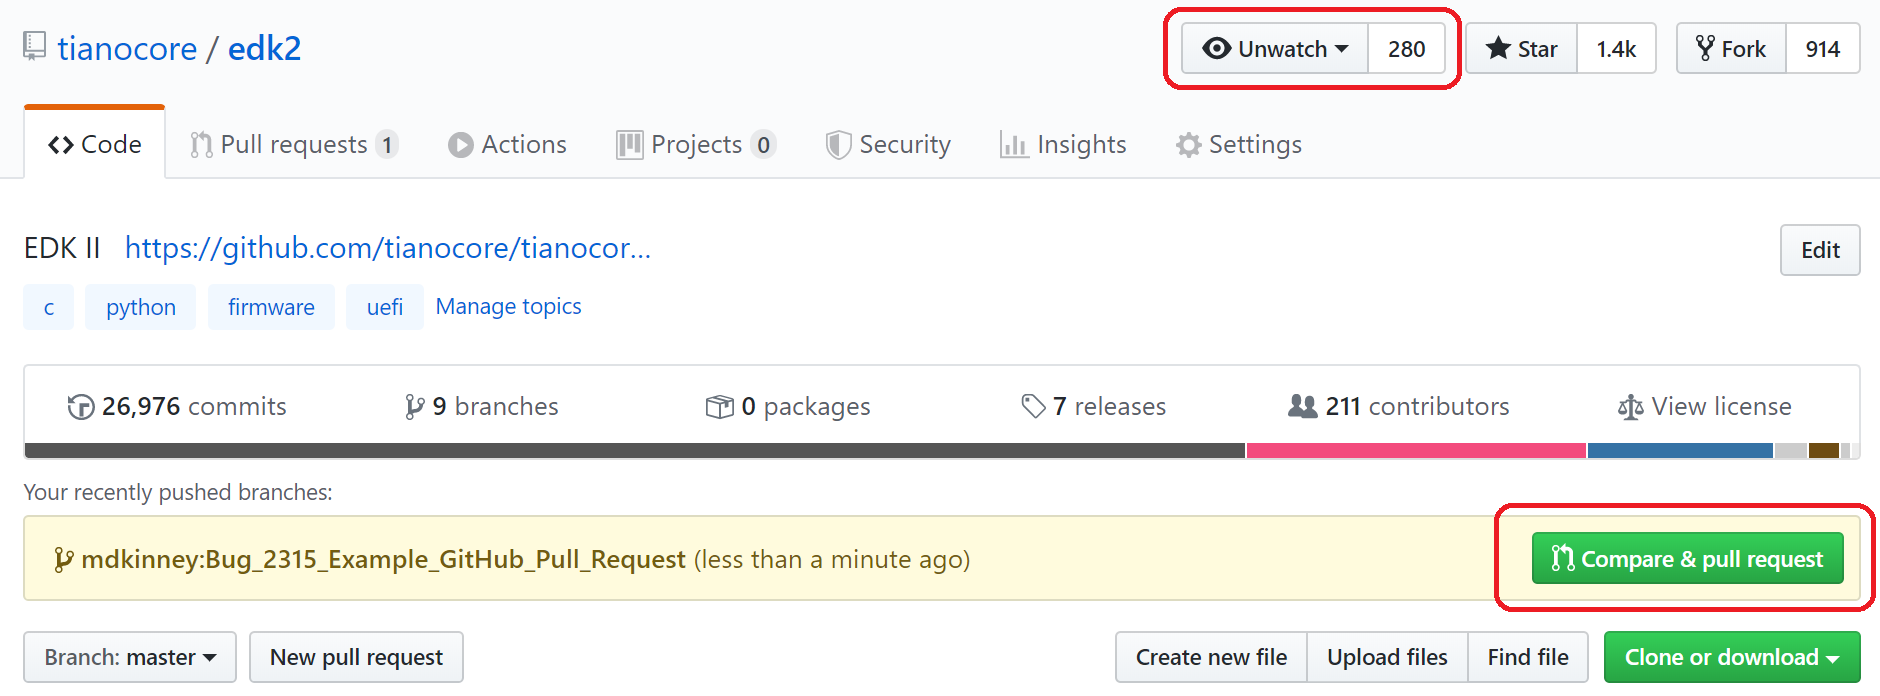 tianocore / edk2
Unwatch 280 Star 1.4k Fork 914
Code Pull requests 1 Actions Projects 0 Security Insights Settings
EDK II https://github.com/tianocore/tianocor...
Edit
c python firmware uefi Manage topics
26,976 commits 9 branches 0 packages 7 releases 211 contributors View license
Your recently pushed branches:
mdkinney:Bug_2315_Example_GitHub_Pull_Request (less than a minute ago)
Compare & pull request
Branch: master New pull request Create new file Upload files Find file Clone or download